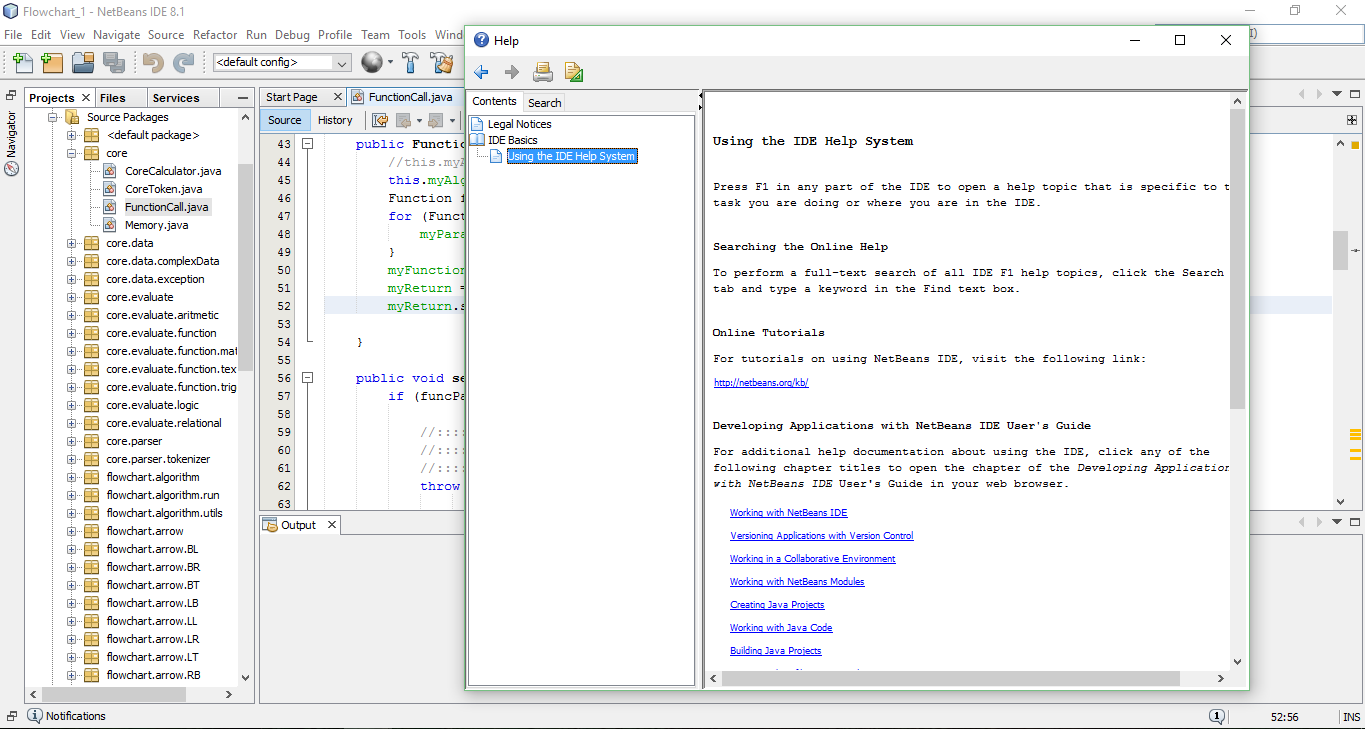 Flowchart_1 - NetBeans IDE 8.1
File Edit View Navigate Source Refactor Run Debug Profile Team Tools Wind
I)
<default config>
Projects Files Services
Navigator
Source Packages
<default package>
core
CoreCalculator.java
CoreToken.java
FunctionCall.java
Memory.java
core.data
core.data.complexData
core.data.exception
core.evaluate
core.evaluate.aritmetic
core.evaluate.function
core.evaluate.function.mat
core.evaluate.function.tex
core.evaluate.function.trig
core.evaluate.logic
core.evaluate.relational
core.parser
core.parser.tokenizer
flowchart.algorithm
flowchart.algorithm.run
flowchart.algorithm.utils
flowchart.arrow
flowchart.arrow.BL
flowchart.arrow.BR
flowchart.arrow.BT
flowchart.arrow.LB
flowchart.arrow.LL
flowchart.arrow.LR
flowchart.arrow.LT
flowchart.arrow.RB
Start Page FunctionCall.java
Source History
43 public Function
44 //this.myA
45 this.myAlg
46 Function f
47 for (Funct
48 myPara
49 }
50 myFunction
51 myReturn =
52 myReturn.s
53
54 }
55
56 public void se
57 if (funcPa
58
59 //::::
60 //::::
61 //::::
62 throw
63
Output
Help
Contents Search
Legal Notices
IDE Basics
Using the IDE Help System
Using the IDE Help System
Press F1 in any part of the IDE to open a help topic that is specific to t
task you are doing or where you are in the IDE.
Searching the Online Help
To perform a full-text search of all IDE F1 help topics, click the Search
tab and type a keyword in the Find text box.
Online Tutorials
For tutorials on using NetBeans IDE, visit the following link:
http://netbeans.org/kb/
Developing Applications with NetBeans IDE User's Guide
For additional help documentation about using the IDE, click any of the
following chapter titles to open the chapter of the Developing Application
with NetBeans IDE User's Guide in your web browser.
Working with NetBeans IDE
Versioning Applications with Version Control
Working in a Collaborative Environment
Working with NetBeans Modules
Creating Java Projects
Working with Java Code
Building Java Projects
Notifications
1
52:56
INS